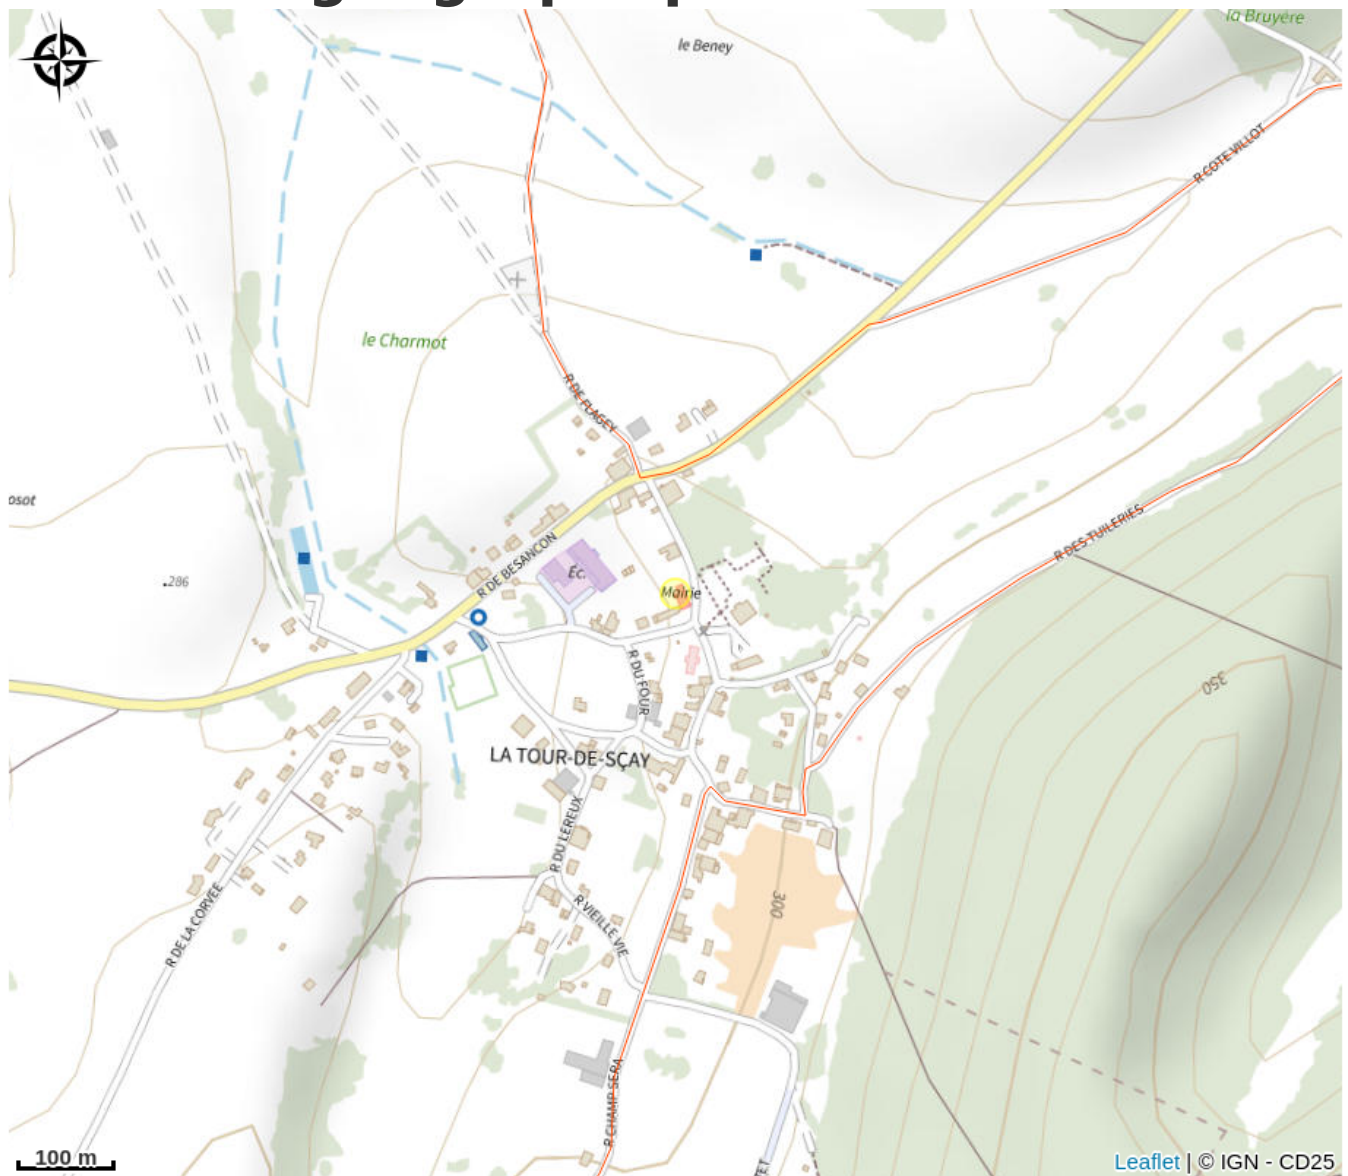 la Bruyère
le Beney
R COTE VILLOT
le Charmot
R DE FLAGEY
osot
R DE BESANCON
Éc.
R DES TUILERIES
286
Mairie
R DU FOUR
350
LA TOUR-DE-SÇAY
R DU LEREUX
300
R DE LA CORVEE
R VIEILLE VIE
R CHAMP SERA
100 m
Leaflet | © IGN - CD25